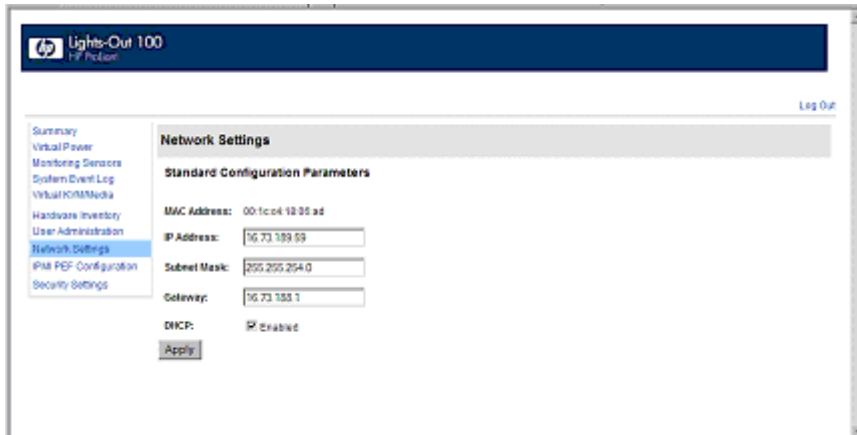 hp Lights-Out 100
HP ProLiant
Log Out
Summary
Virtual Power
Monitoring Sensors
System Event Log
Virtual KVM/Media
Hardware Inventory
User Administration
Network Settings
IPMI PEF Configuration
Security Settings
Network Settings
Standard Configuration Parameters
MAC Address: 00:1c:c4:18:05:ad
IP Address: 16.73.189.59
Subnet Mask: 255.255.254.0
Gateway: 16.73.188.1
DHCP: Enabled
Apply